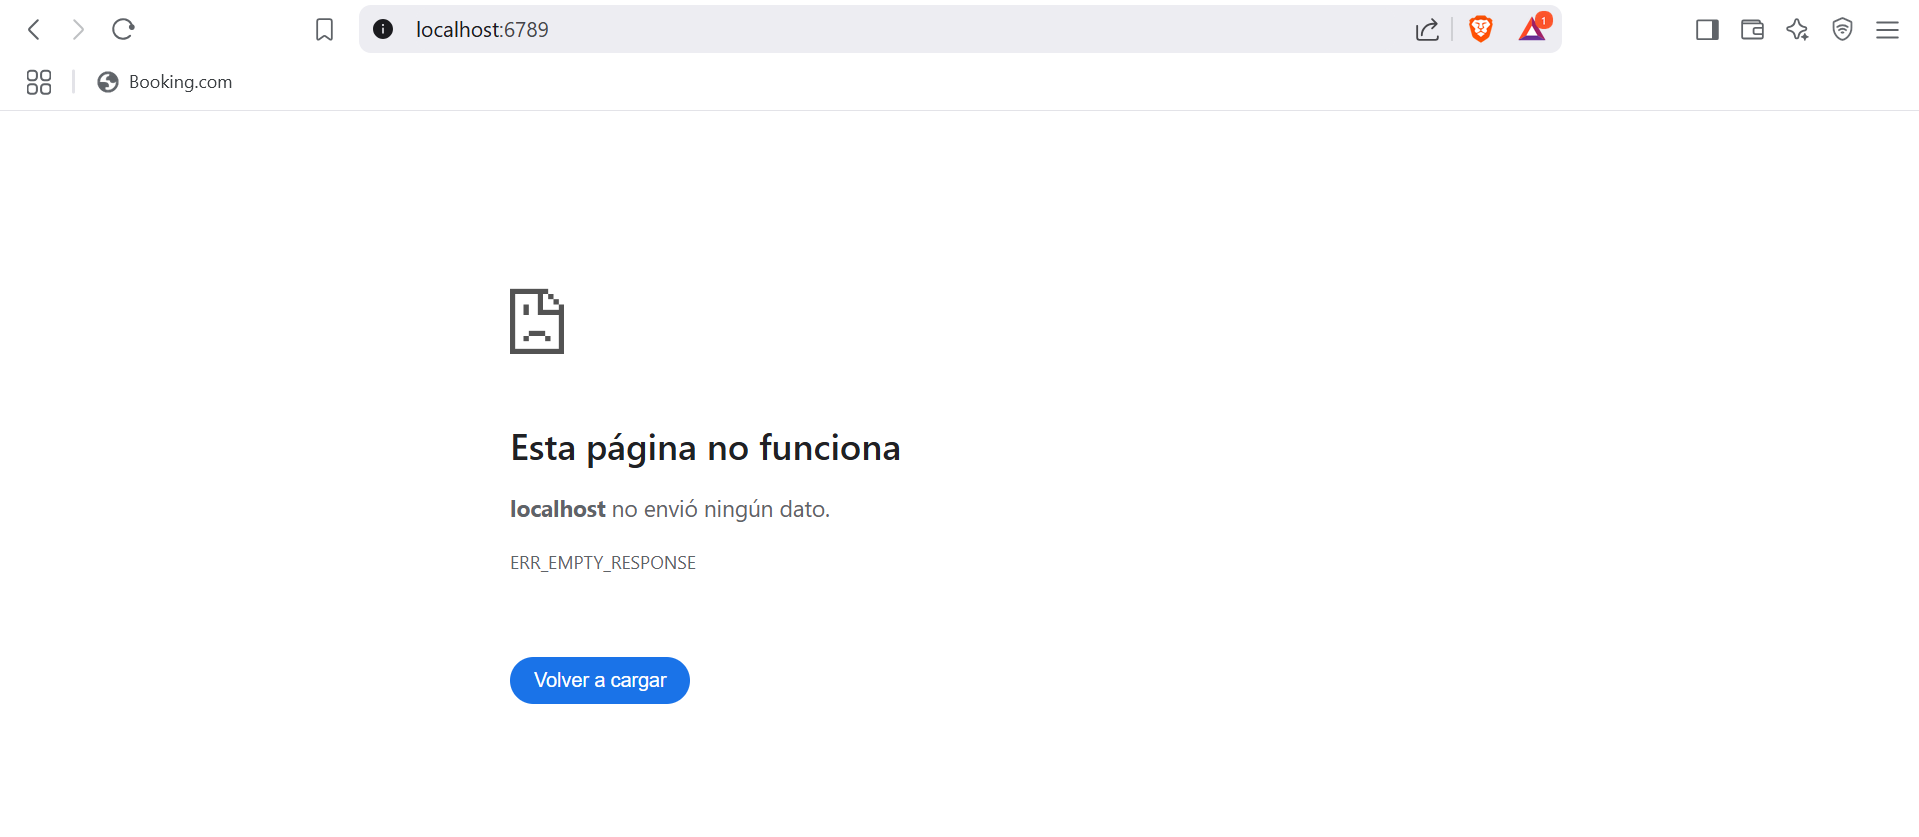 localhost:6789
1
Booking.com
Esta página no funciona
localhost no envió ningún dato.
ERR_EMPTY_RESPONSE
Volver a cargar